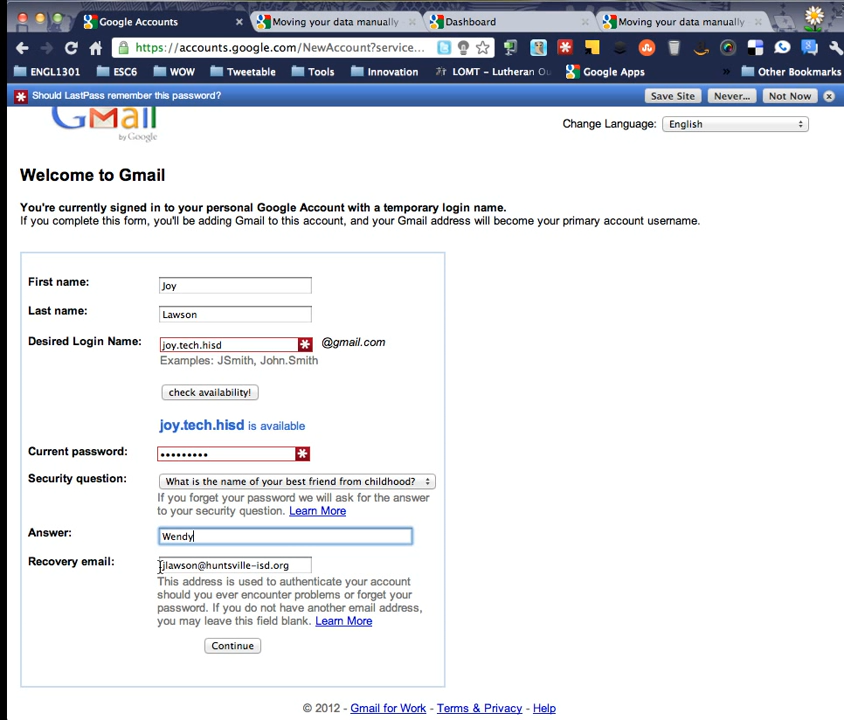 Google Accounts
Moving your data manually
Dashboard
Moving your data manually
https://accounts.google.com/NewAccount?service...
ENGL1301
ESC6
WOW
Tweetable
Tools
Innovation
LOMT - Lutheran Ou
Google Apps
»
Other Bookmarks
Should LastPass remember this password?
Save Site
Never...
Not Now
GMail
by Google
Change Language:
English
Welcome to Gmail
You're currently signed in to your personal Google Account with a temporary login name.
If you complete this form, you'll be adding Gmail to this account, and your Gmail address will become your primary account username.
First name:
Joy
Last name:
Lawson
Desired Login Name:
joy.tech.hisd
@gmail.com
Examples: JSmith, John.Smith
check availability!
joy.tech.hisd is available
Current password:
•••••••••
Security question:
What is the name of your best friend from childhood?
If you forget your password we will ask for the answer
to your security question. Learn More
Answer:
Wendy
Recovery email:
jlawson@huntsville-isd.org
This address is used to authenticate your account
should you ever encounter problems or forget your
password. If you do not have another email address,
you may leave this field blank. Learn More
Continue
© 2012 - Gmail for Work - Terms & Privacy - Help